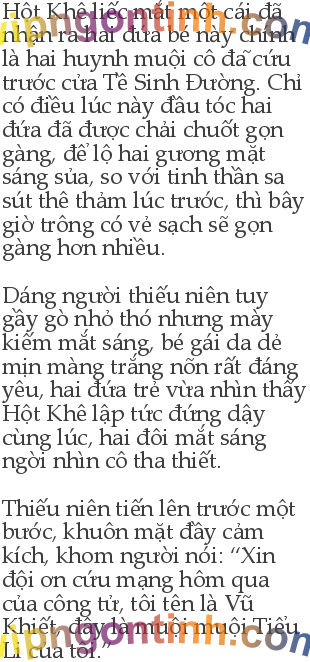 Hột Khê liếc mắt một cái đã
nhận ra hai đứa bé này chính
là hai huynh muội cô đã cứu
trước cửa Tê Sinh Đường. Chỉ
có điều lúc này đầu tóc hai
đứa đã được chải chuốt gọn
gàng, để lộ hai gương mặt
sáng sủa, so với tinh thần sa
sút thê thảm lúc trước, thì bây
giờ trông có vẻ sạch sẽ gọn
gàng hơn nhiều.
Dáng người thiếu niên tuy
gầy gò nhỏ thó nhưng mày
kiếm mắt sáng, bé gái da dẻ
mịn màng trắng nõn rất đáng
yêu, hai đứa trẻ vừa nhìn thấy
Hột Khê lập tức đứng dậy
cùng lúc, hai đôi mắt sáng
ngời nhìn cô tha thiết.
Thiếu niên tiến lên trước một
bước, khuôn mặt đầy cảm
kích, khom người nói: “Xin
đội ơn cứu mạng hôm qua
của công tử, tôi tên là Vũ
Khiết, đây là muội muội Tiểu
Li của tôi.”
vipngontinh.com
vipngontinh.com